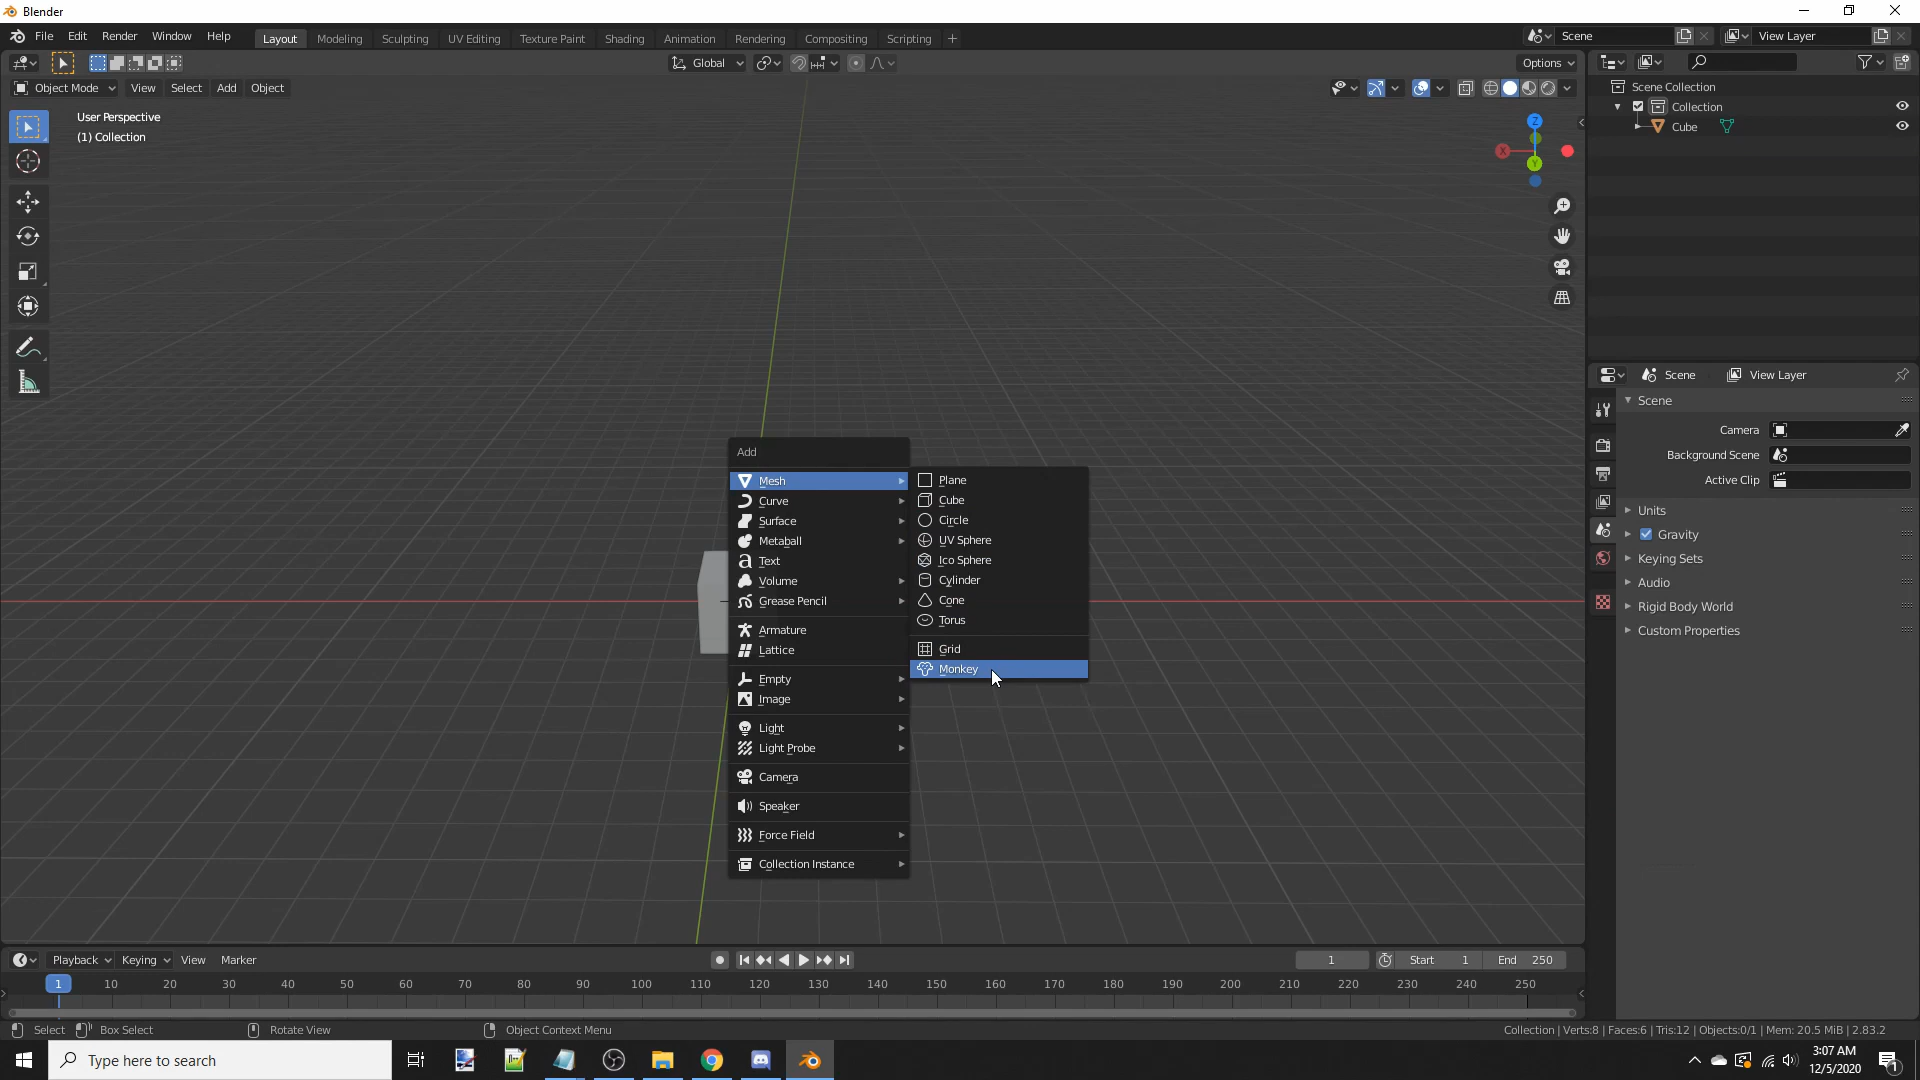 Blender
File Edit Render Window Help
Layout Modeling Sculpting UV Editing Texture Paint Shading Animation Rendering Compositing Scripting +
Scene View Layer
Global Options
Object Mode View Select Add Object
User Perspective
(1) Collection
Z
X
Y
Scene Collection
Collection
Cube
Scene View Layer
Scene
Camera
Background Scene
Active Clip
Units
Gravity
Keying Sets
Audio
Rigid Body World
Custom Properties
Add
Mesh
Curve
Surface
Metaball
Text
Volume
Grease Pencil
Armature
Lattice
Empty
Image
Light
Light Probe
Camera
Speaker
Force Field
Collection Instance
Plane
Cube
Circle
UV Sphere
Ico Sphere
Cylinder
Cone
Torus
Grid
Monkey
Playback Keying View Marker 1 Start 1 End 250
1 10 20 30 40 50 60 70 80 90 100 110 120 130 140 150 160 170 180 190 200 210 220 230 240 250
Select Box Select Rotate View Object Context Menu Collection | Verts:8 | Faces:6 | Tris:12 | Objects:0/1 | Mem: 20.5 MiB | 2.83.2
Type here to search
3:07 AM
12/5/2020
1